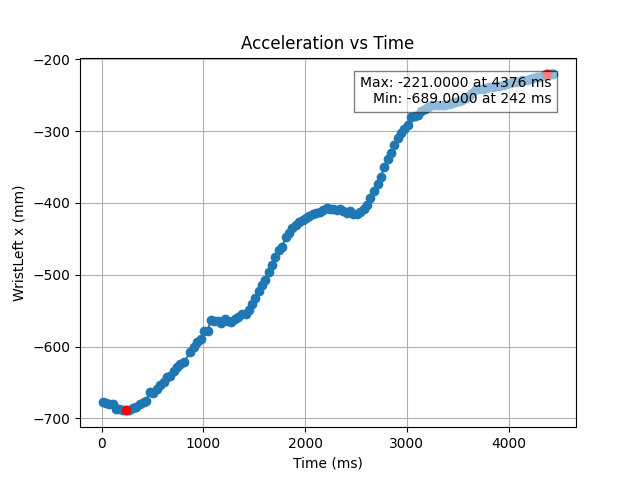 Acceleration vs Time
Max: -221.0000 at 4376 ms
Min: -689.0000 at 242 ms
−200
−300
−400
−500
−600
−700
WristLeft x (mm)
0
1000
2000
3000
4000
Time (ms)